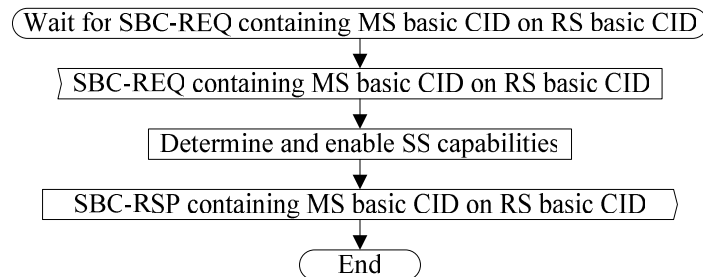 Wait for SBC-REQ containing MS basic CID on RS basic CID
SBC-REQ containing MS basic CID on RS basic CID
Determine and enable SS capabilities
SBC-RSP containing MS basic CID on RS basic CID
End